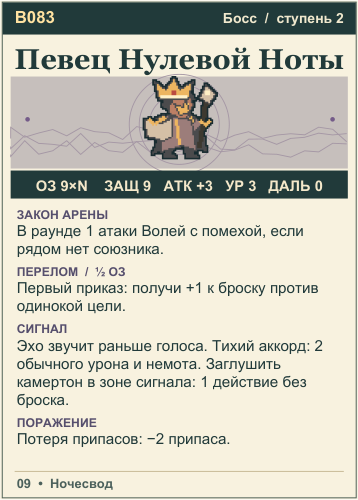 B083
Босс / ступень 2
Певец Нулевой Ноты
ОЗ 9×N ЗАЩ 9 АТК +3 УР 3 ДАЛЬ 0
ЗАКОН АРЕНЫ
В раунде 1 атаки Волей с помехой, если
рядом нет союзника.
ПЕРЕЛОМ / ½ ОЗ
Первый приказ: получи +1 к броску против
одинокой цели.
СИГНАЛ
Эхо звучит раньше голоса. Тихий аккорд: 2
обычного урона и немота. Заглушить
камертон в зоне сигнала: 1 действие без
броска.
ПОРАЖЕНИЕ
Потеря припасов: −2 припаса.
09 • Ночесвод